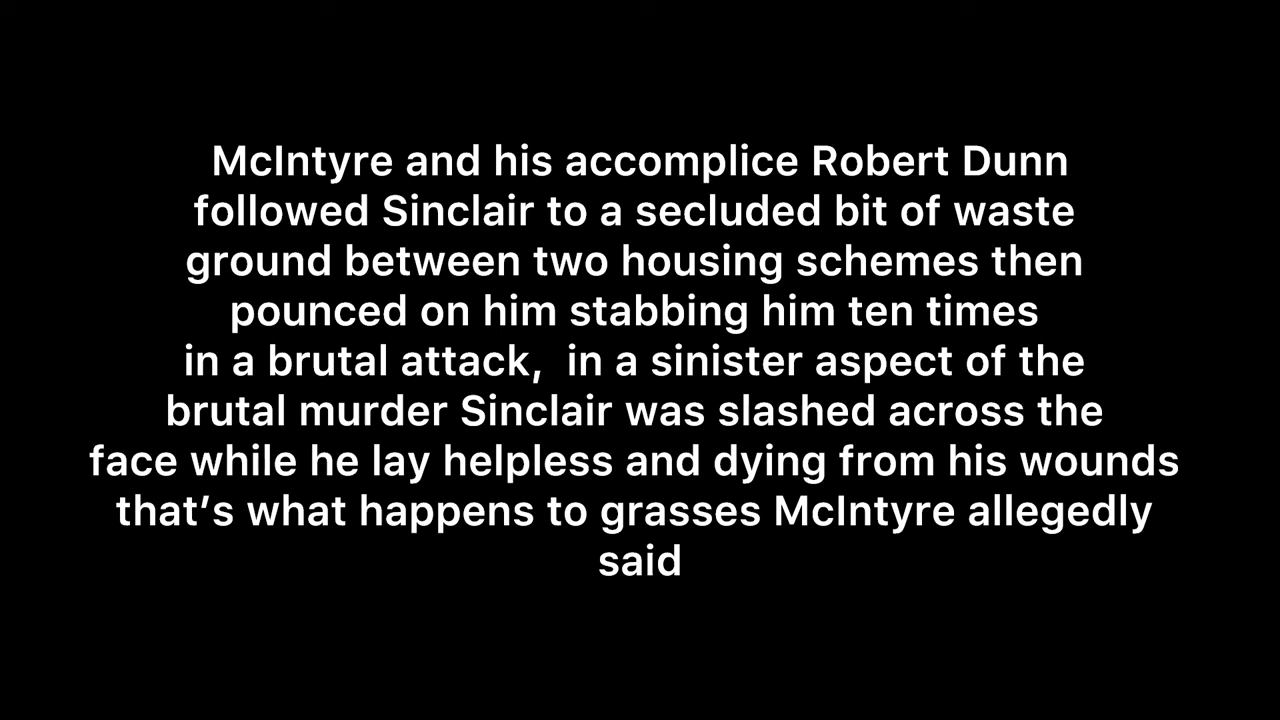 McIntyre and his accomplice Robert Dunn
followed Sinclair to a secluded bit of waste
ground between two housing schemes then
pounced on him stabbing him ten times
in a brutal attack,  in a sinister aspect of the
brutal murder Sinclair was slashed across the
face while he lay helpless and dying from his wounds
that’s what happens to grasses McIntyre allegedly
said